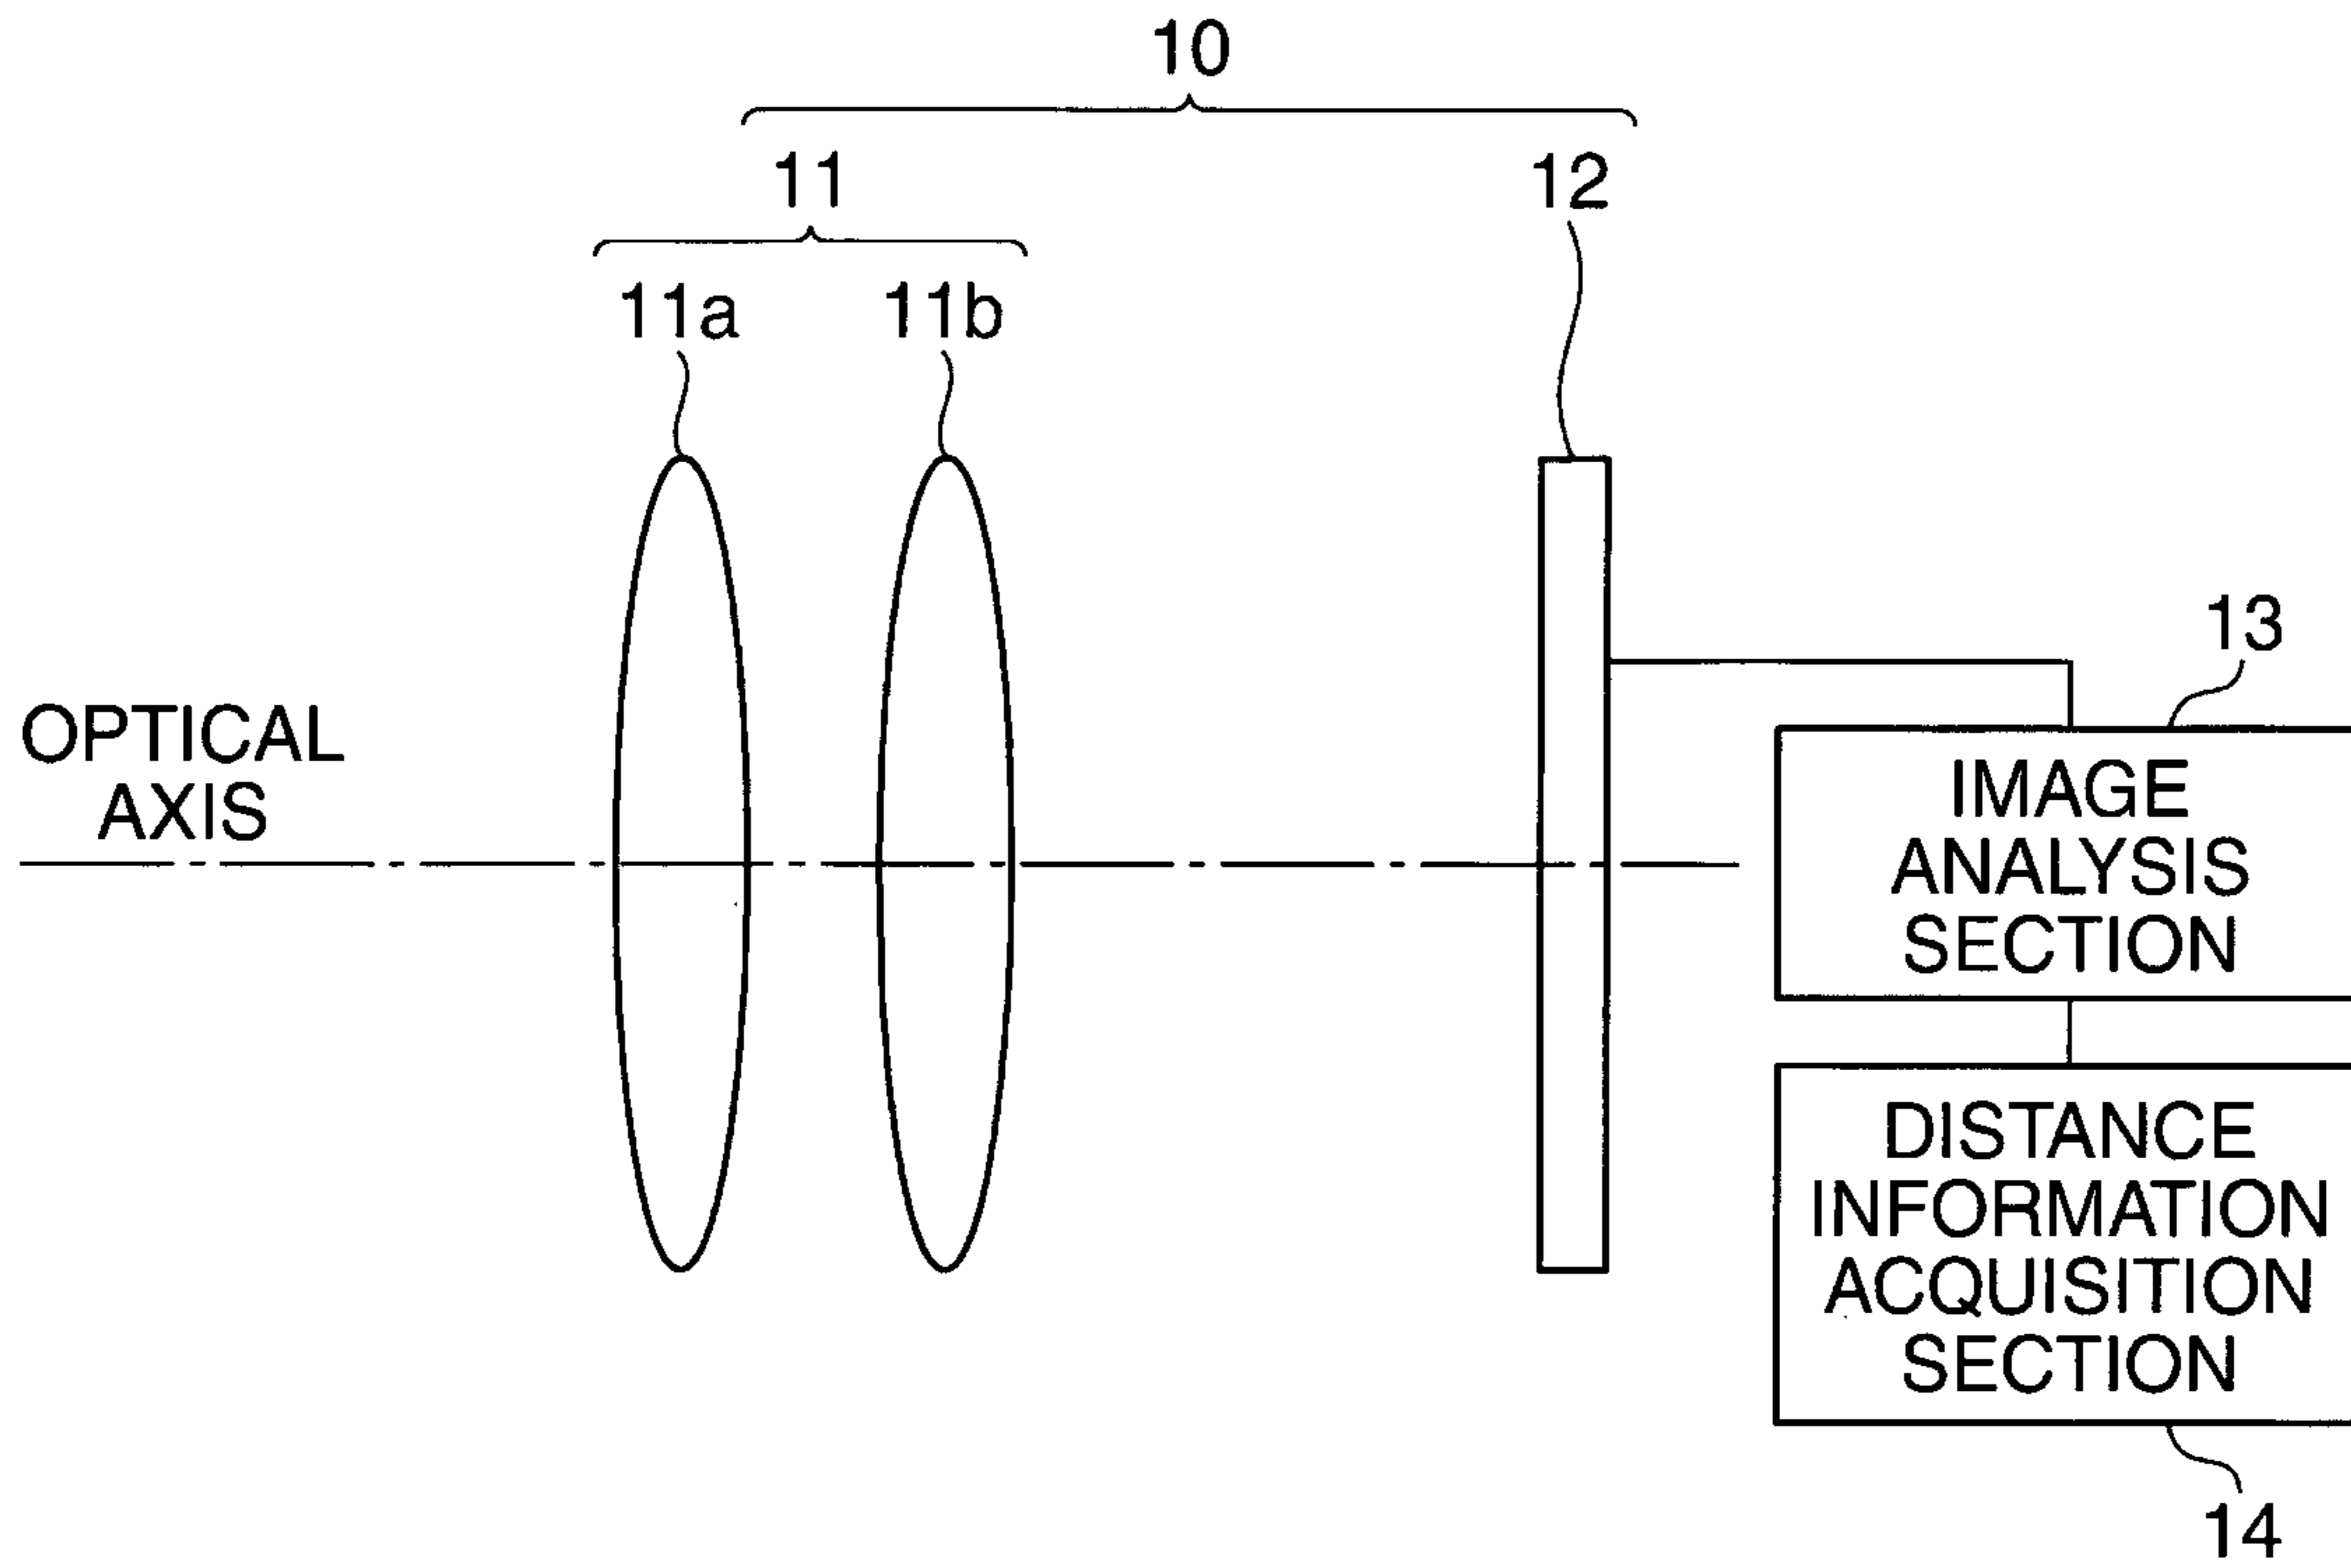 10
11
12
11a
11b
13
OPTICAL
AXIS
IMAGE
ANALYSIS
SECTION
DISTANCE
INFORMATION
ACQUISITION
SECTION
14